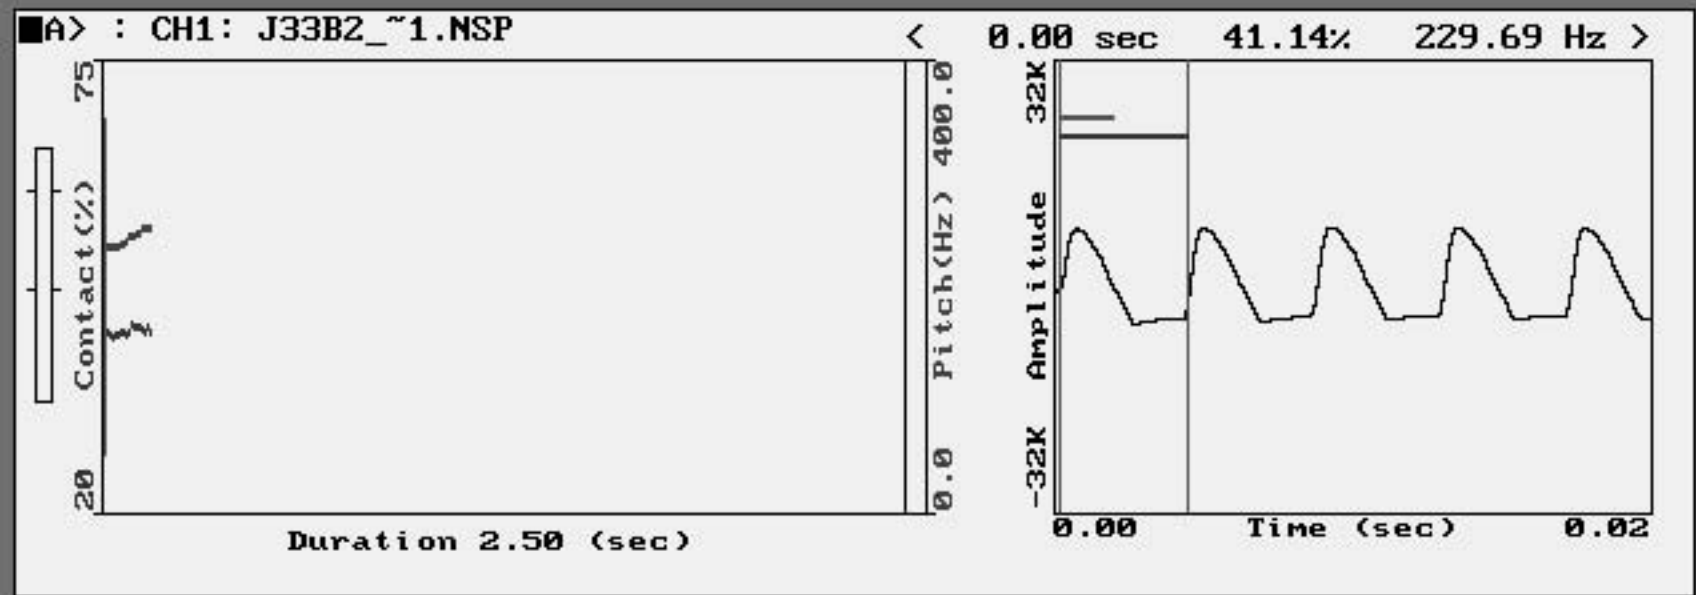 A> : CH1: J33B2_~1.NSP
< 0.00 sec 41.14% 229.69 Hz >
75
Contact(%)
20
Duration 2.50 (sec)
400.0
Pitch(Hz)
0.0
32K
Amplitude
-32K
0.00 Time (sec) 0.02